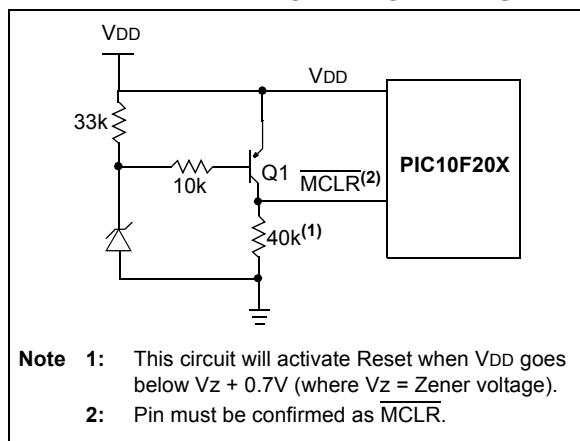 VDD
VDD
33k
10k
Q1
MCLR(2)
PIC10F20X
40k(1)
Note 1: This circuit will activate Reset when VDD goes
below Vz + 0.7V (where Vz = Zener voltage).
2: Pin must be confirmed as MCLR.